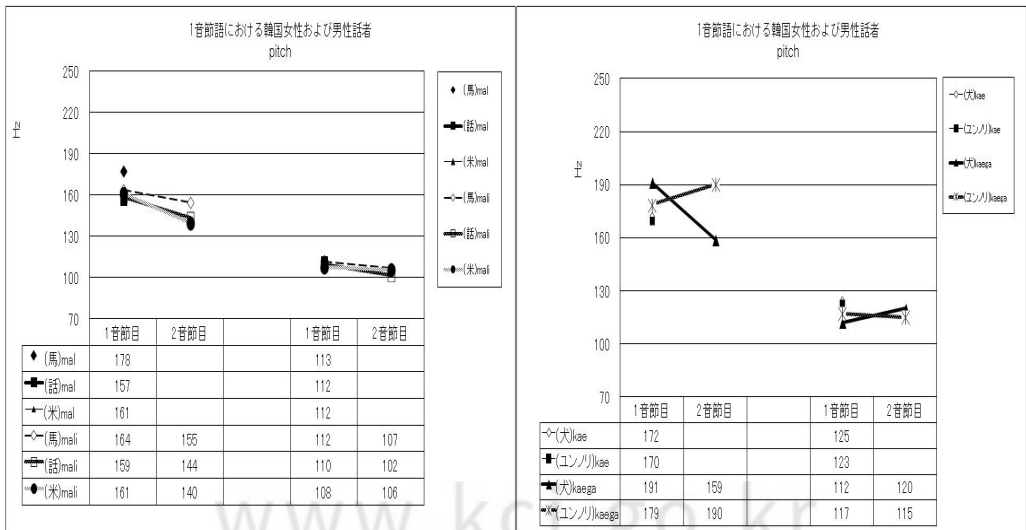 1音節語における韓国女性および男性話者
pitch
250
220
190
160
130
100
70
Hz
(馬)mal
(話)mal
(米)mal
(馬)mali
(話)mali
(米)mali
1音節目 2音節目 1音節目 2音節目
(馬)mal 178 113
(話)mal 157 112
(米)mal 161 112
(馬)mali 164 155 112 107
(話)mali 159 144 110 102
(米)mali 161 140 108 106
1音節語における韓国女性および男性話者
pitch
250
220
190
160
130
100
70
Hz
(犬)kae
(ユンノリ)kae
(犬)kaega
(ユンノリ)kaega
1音節目 2音節目 1音節目 2音節目
(犬)kae 172 125
(ユンノリ)kae 170 123
(犬)kaega 191 159 112 120
(ユンノリ)kaega 179 190 117 115
www.kci.go.kr